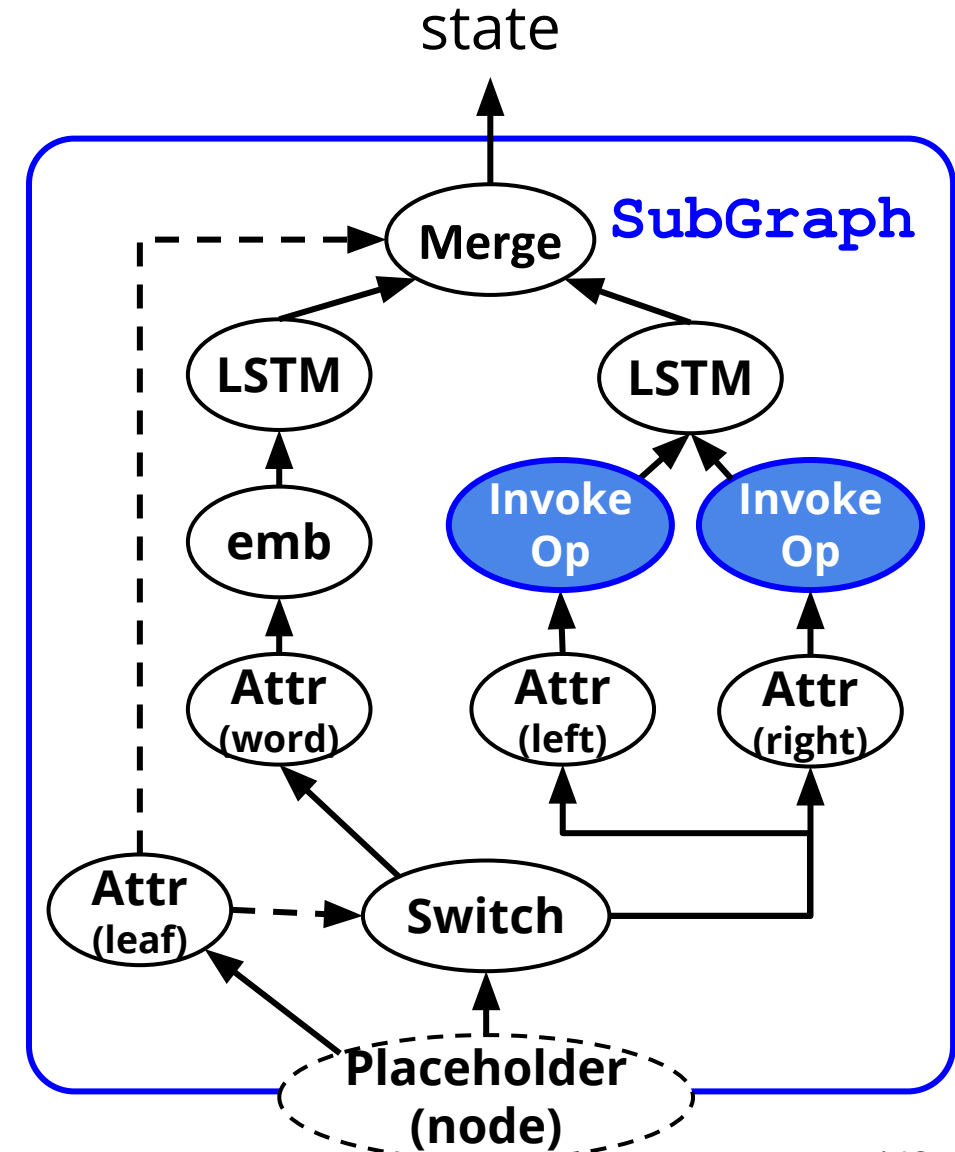 state
SubGraph
Merge
LSTM
LSTM
Invoke
Op
Invoke
Op
emb
Attr
(word)
Attr
(left)
Attr
(right)
Attr
(leaf)
Switch
Placeholder
(node)